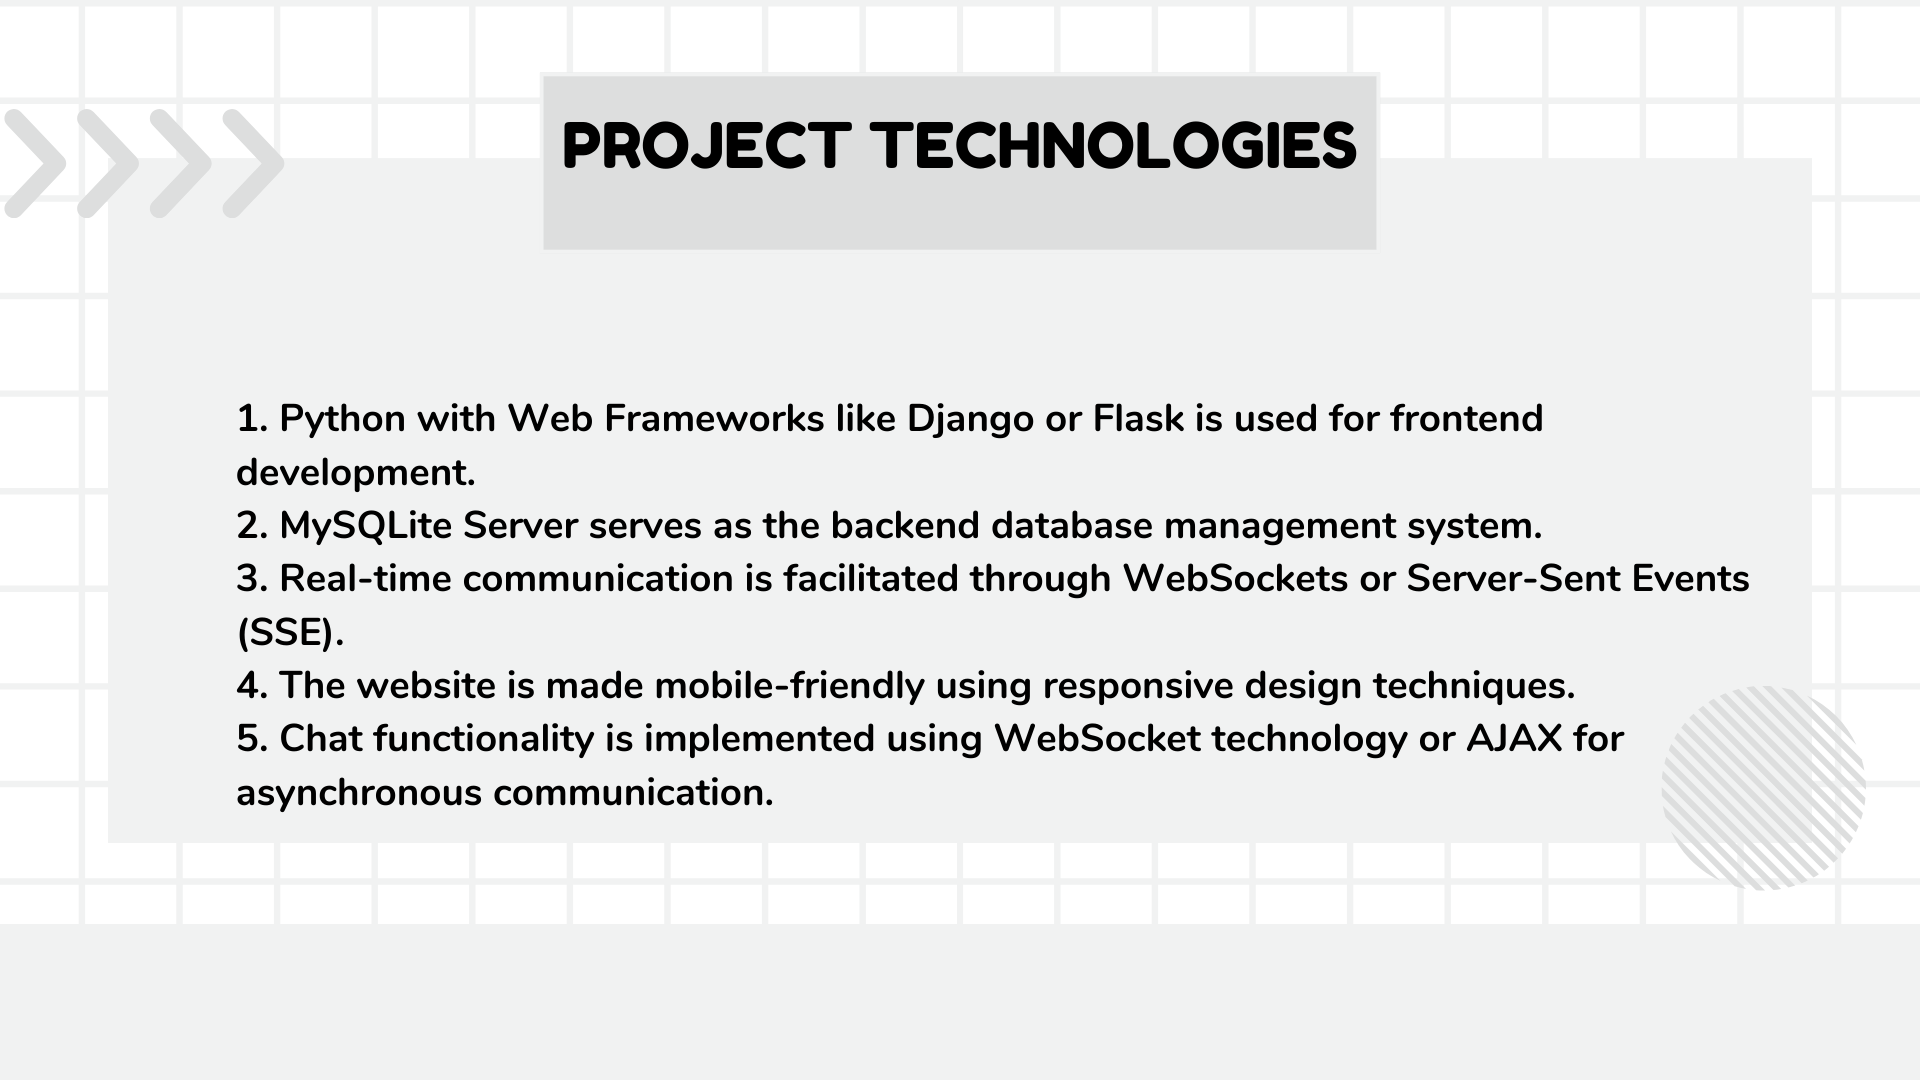 PROJECT TECHNOLOGIES
1. Python with Web Frameworks like Django or Flask is used for frontend
development.
2. MySQLite Server serves as the backend database management system.
3. Real-time communication is facilitated through WebSockets or Server-Sent Events
(SSE).
4. The website is made mobile-friendly using responsive design techniques.
5. Chat functionality is implemented using WebSocket technology or AJAX for
asynchronous communication.